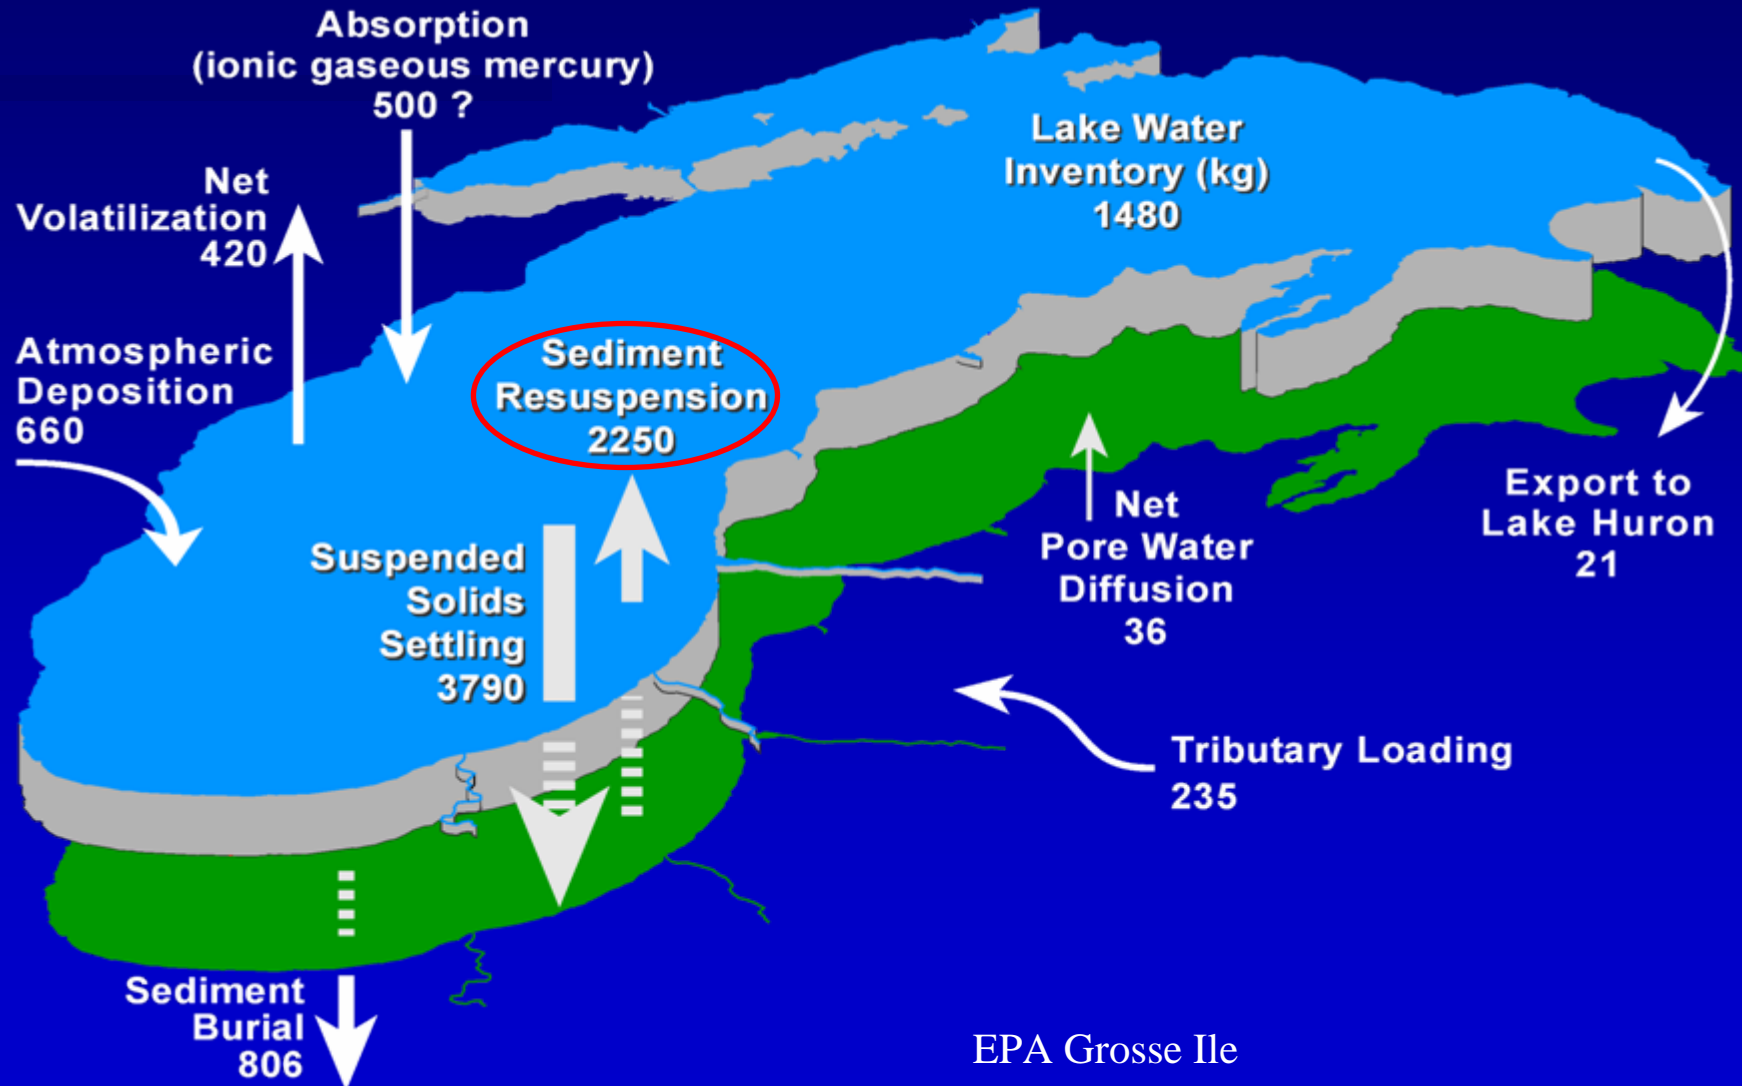 Absorption
(ionic gaseous mercury)
500 ?
Net
Volatilization
420
Atmospheric
Deposition
660
Lake Water
Inventory (kg)
1480
Sediment
Resuspension
2250
Suspended
Solids
Settling
3790
Net
Pore Water
Diffusion
36
Export to
Lake Huron
21
Tributary Loading
235
Sediment
Burial
806
EPA Grosse Ile